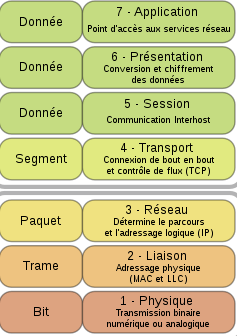 Donnée
7 - Application
Point d'accès aux services réseau
Donnée
6 - Présentation
Conversion et chiffrement
des données
Donnée
5 - Session
Communication Interhost
Segment
4 - Transport
Connexion de bout en bout
et contrôle de flux (TCP)
Paquet
3 - Réseau
Détermine le parcours
et l'adressage logique (IP)
Trame
2 - Liaison
Adressage physique
(MAC et LLC)
Bit
1 - Physique
Transmission binaire
numérique ou analogique